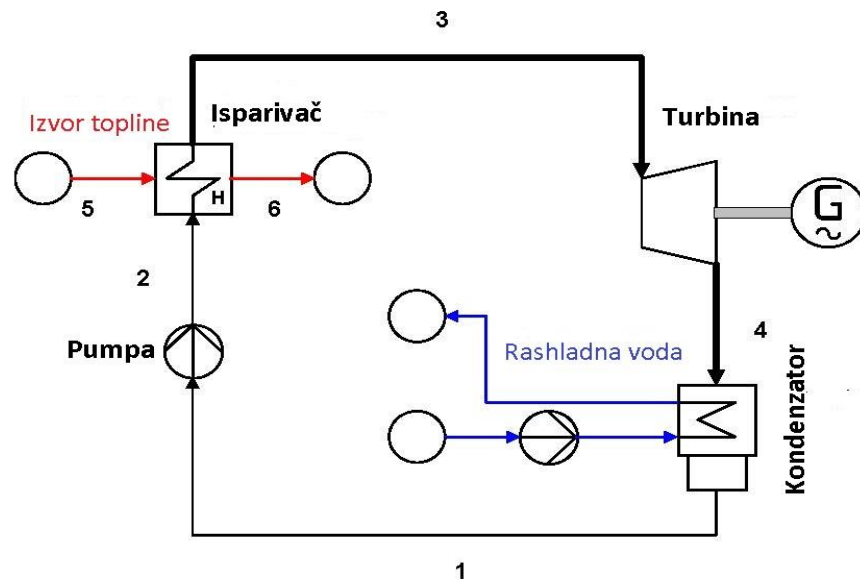 3
Isparivač
Izvor topline
Turbina
H
5
6
G
~
2
4
Pumpa
Rashladna voda
Kondenzator
1